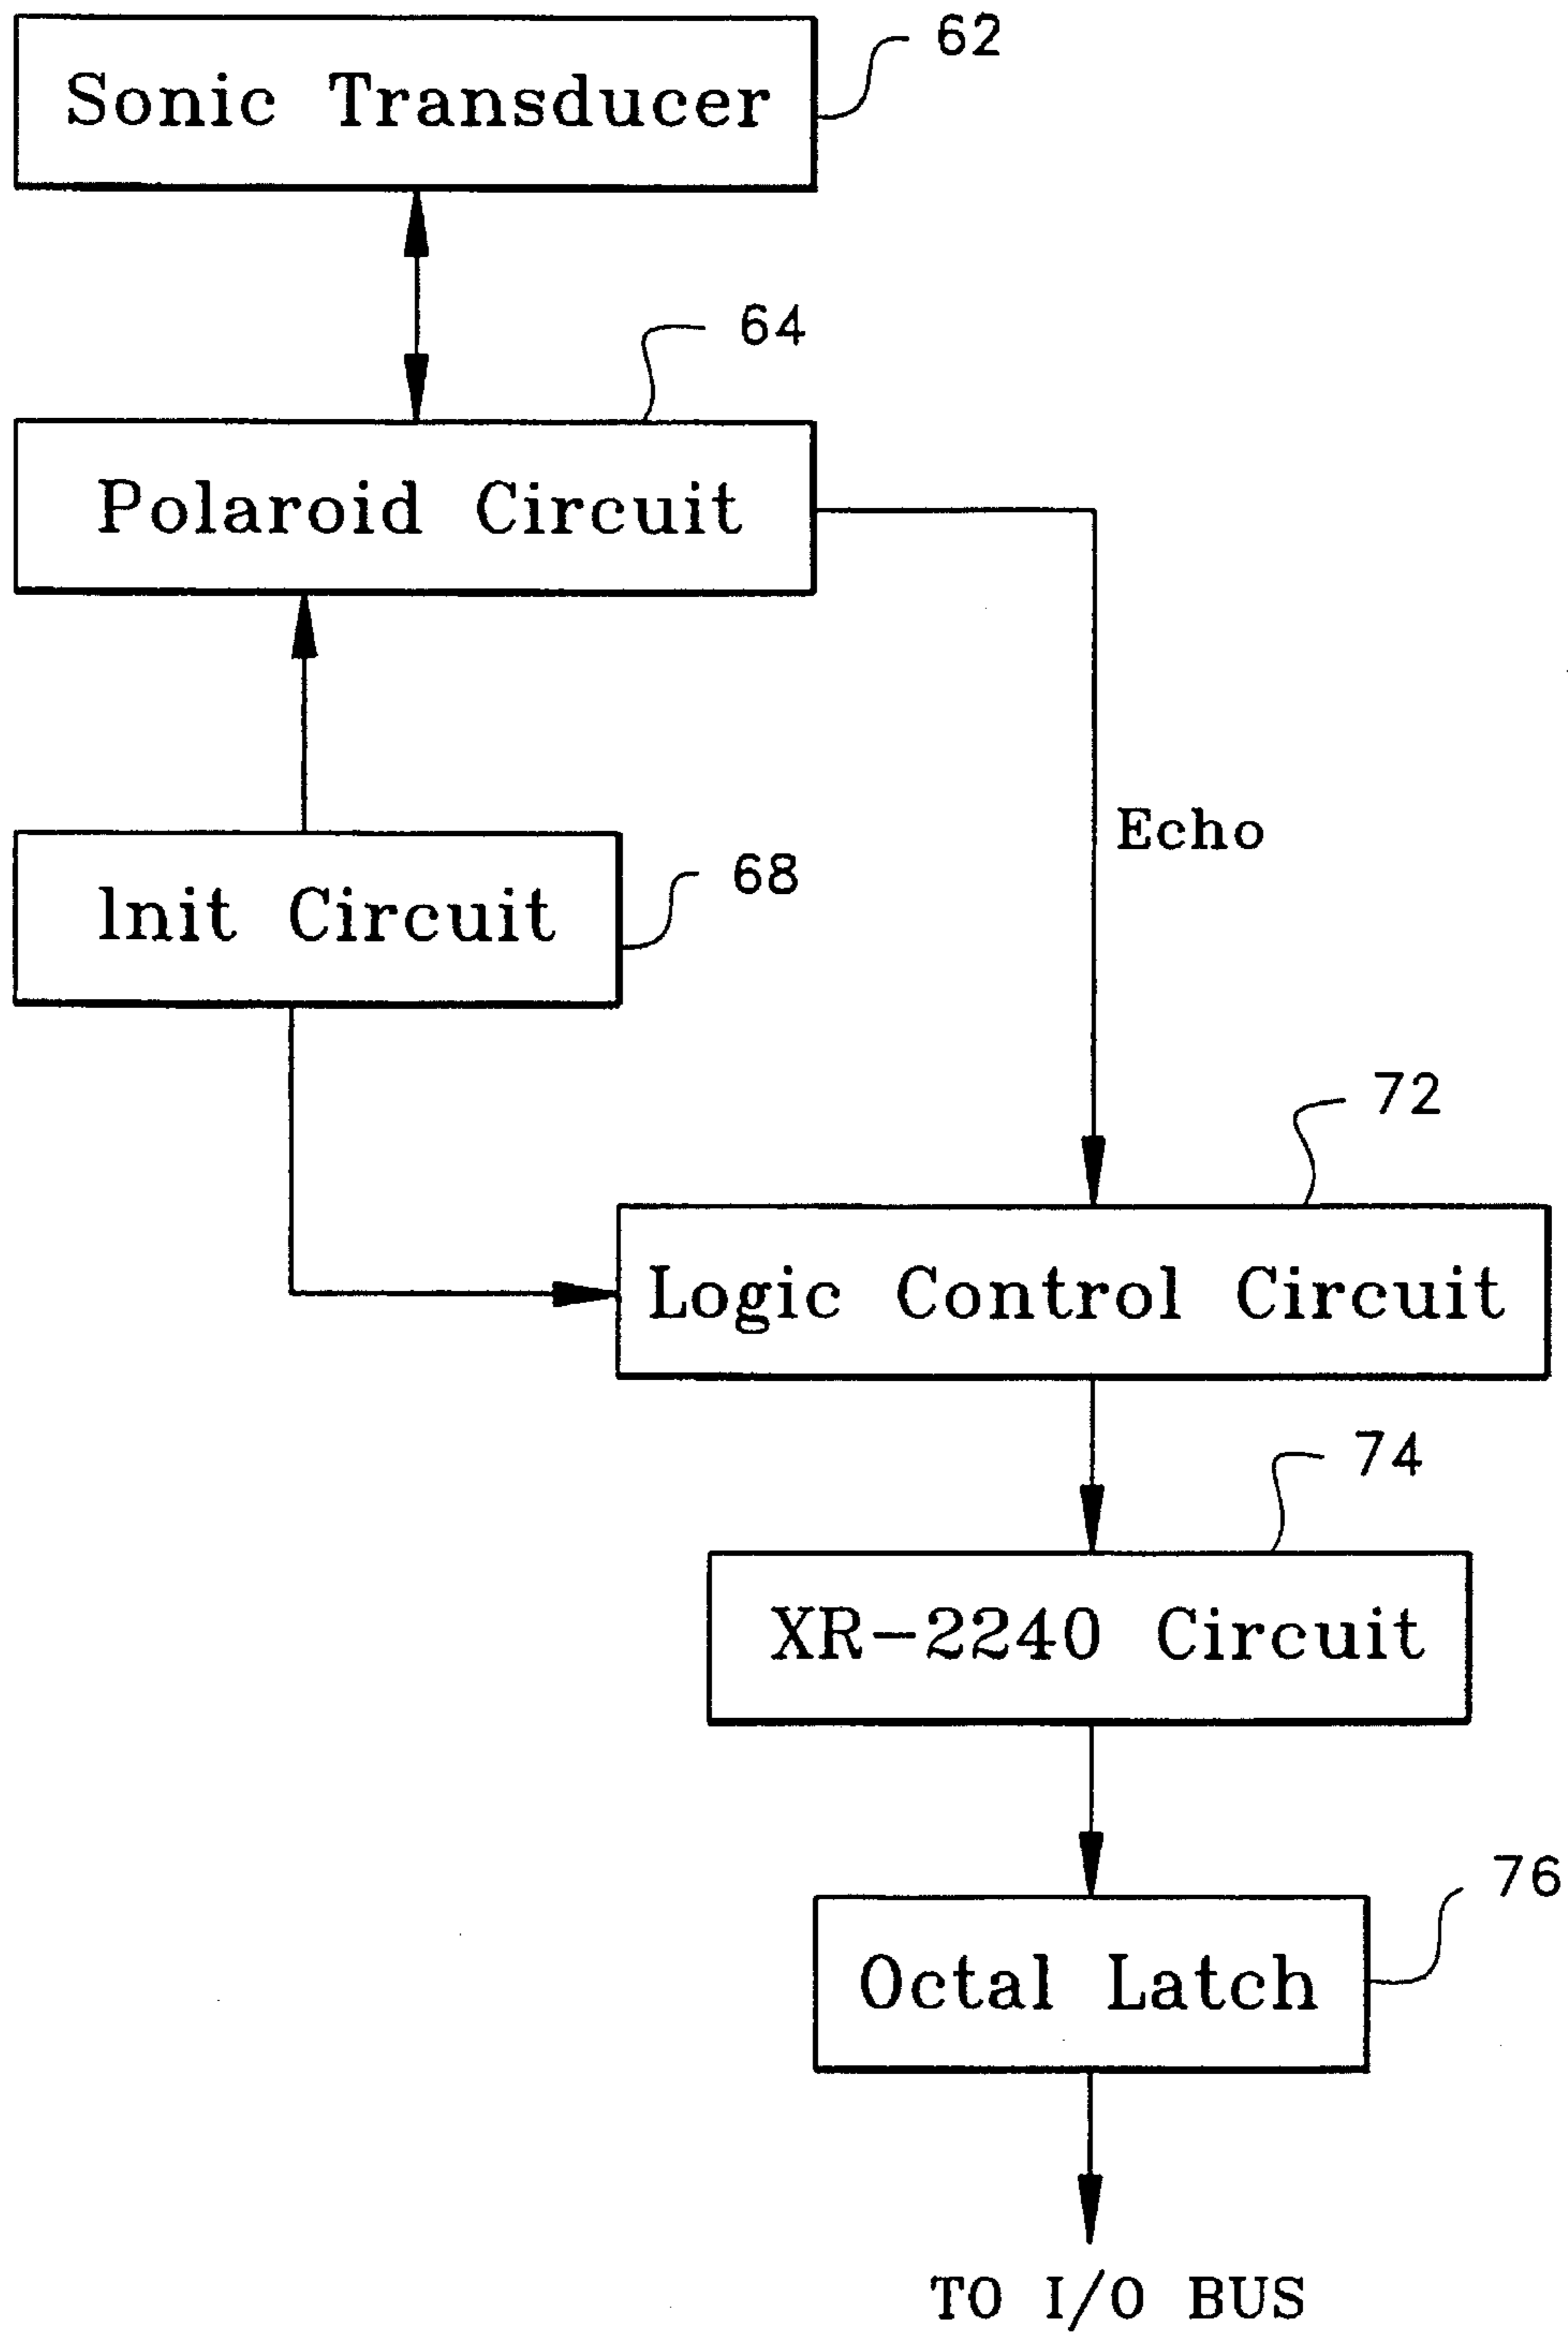 62
Sonic Transducer
64
Polaroid Circuit
Echo
68
Init Circuit
72
Logic Control Circuit
74
XR-2240 Circuit
76
Octal Latch
TO I/O BUS